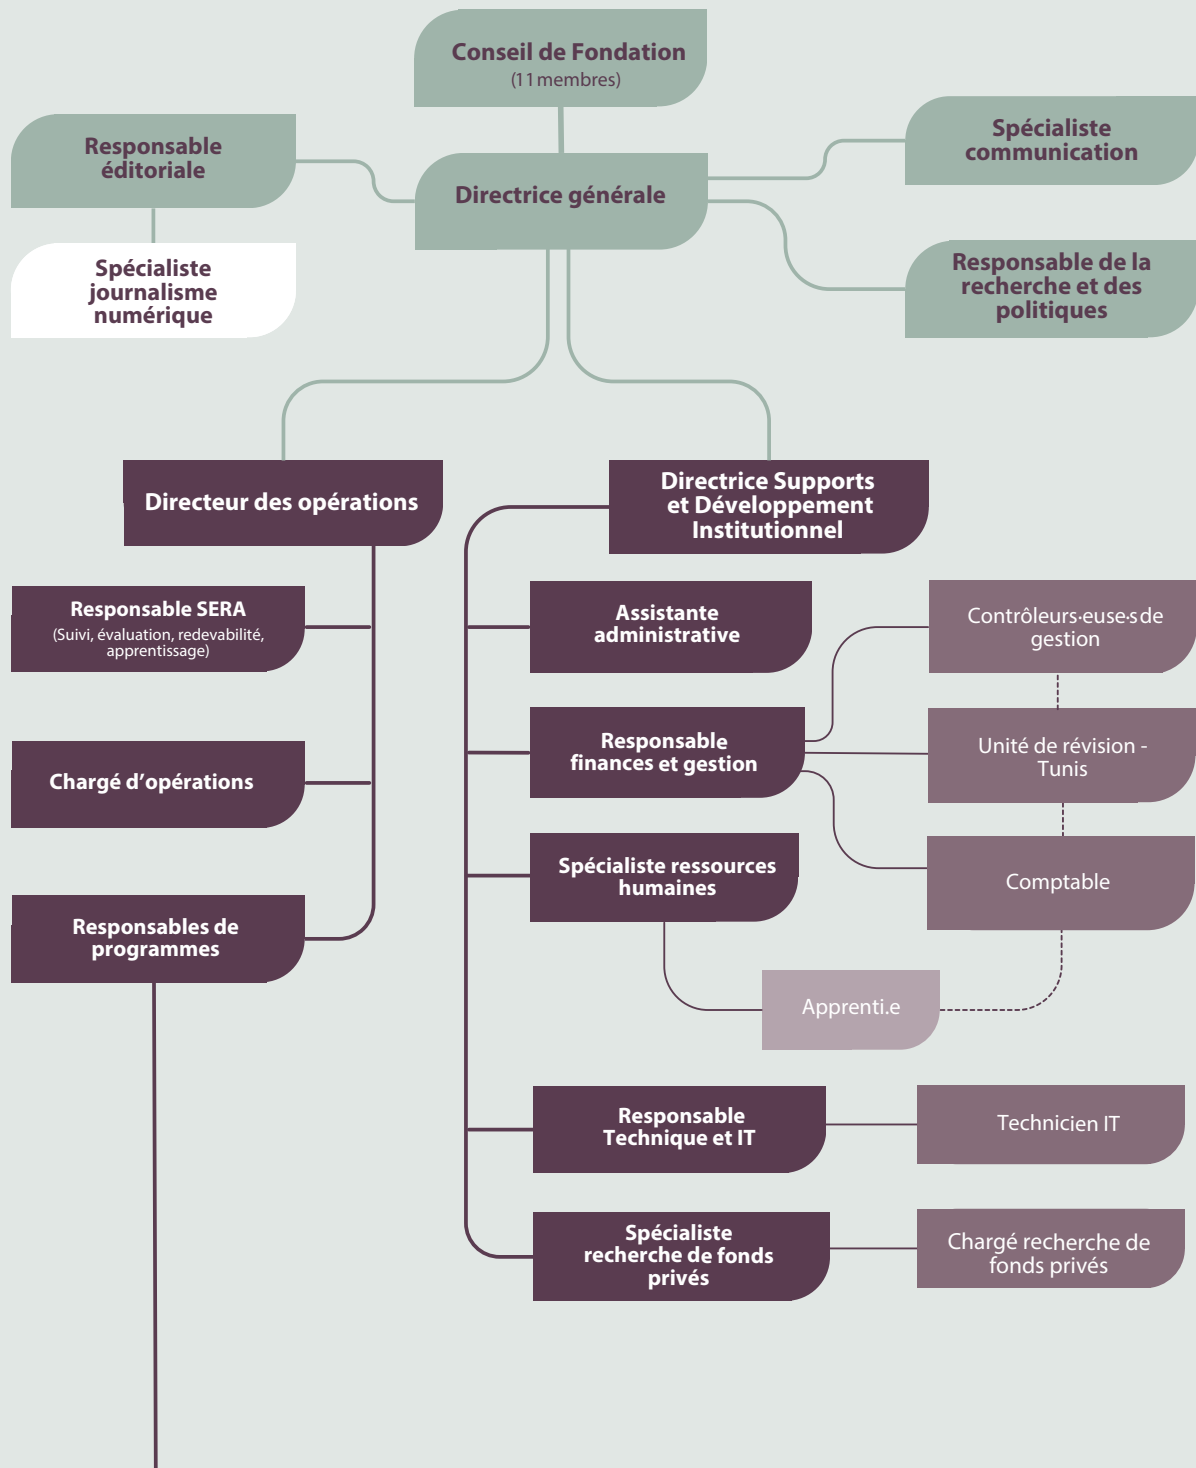 Conseil de Fondation
(11 membres)
Responsable
éditoriale
Spécialiste
communication
Directrice générale
Spécialiste
journalisme
numérique
Responsable de la
recherche et des
politiques
Directeur des opérations
Directrice Supports
et Développement
Institutionnel
Responsable SERA
(Suivi, évaluation, redevabilité,
apprentissage)
Assistante
administrative
Contrôleurs·euse·s de
gestion
Chargé d’opérations
Responsable
finances et gestion
Unité de révision -
Tunis
Responsables de
programmes
Spécialiste ressources
humaines
Comptable
Apprenti.e
Responsable
Technique et IT
Technicien IT
Spécialiste
recherche de fonds
privés
Chargé recherche de
fonds privés